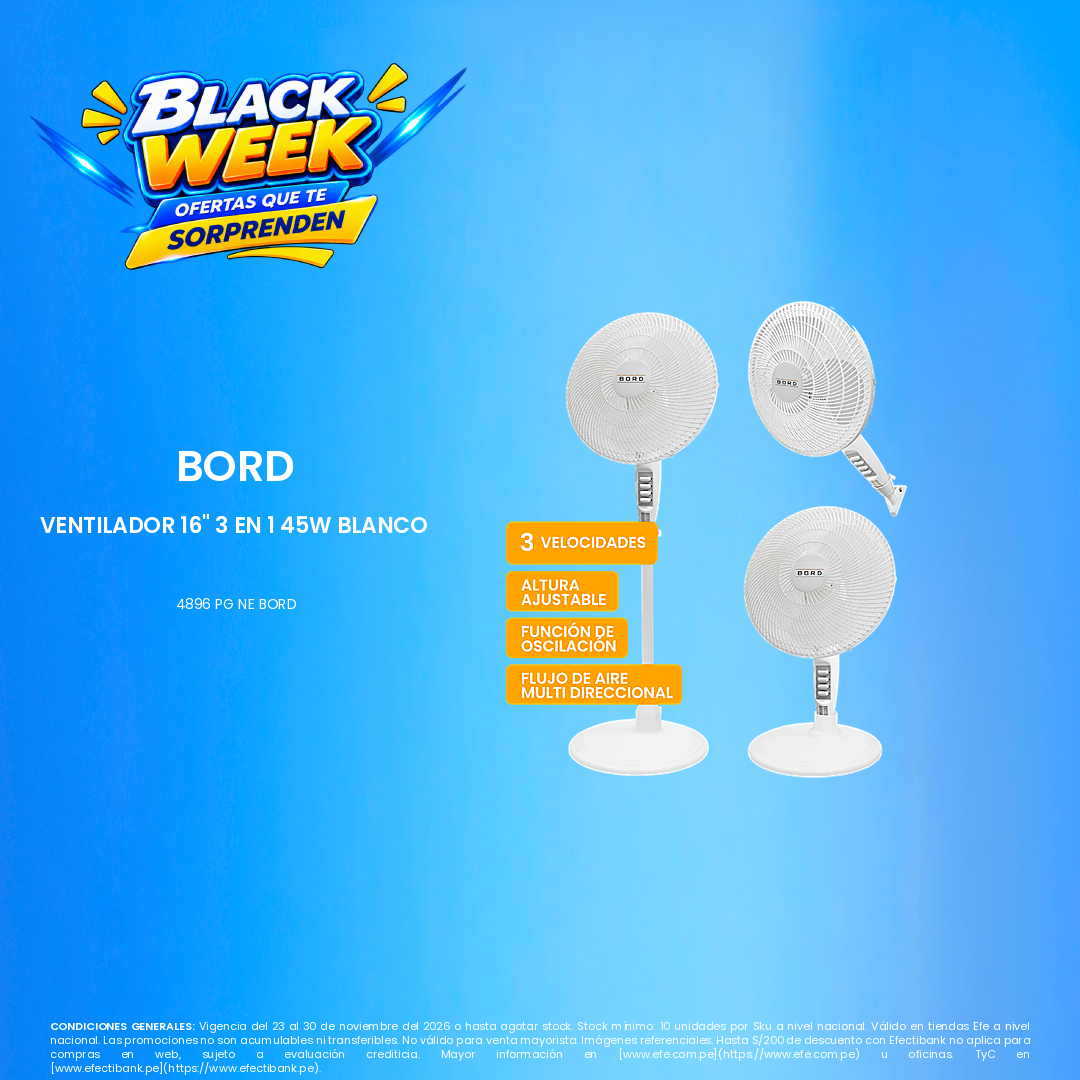 BLACK
WEEK
OFERTAS QUE TE
SORPRENDEN
BORD
VENTILADOR 16" 3 EN 1 45W BLANCO
4896 PG NE BORD
BORD
BORD
BORD
3 VELOCIDADES
ALTURA
AJUSTABLE
FUNCIÓN DE
OSCILACIÓN
FLUJO DE AIRE
MULTI DIRECCIONAL
CONDICIONES GENERALES: Vigencia del 23 al 30 de noviembre del 2026 o hasta agotar stock. Stock mínimo: 10 unidades por Sku a nivel nacional. Válido en tiendas Efe a nivel
nacional. Las promociones no son acumulables ni transferibles. No válido para venta mayorista. Imágenes referenciales. Hasta S/200 de descuento con Efectibank no aplica para
compras en web, sujeto a evaluación crediticia. Mayor información en [www.efe.com.pe](https://www.efe.com.pe) u oficinas. TyC en
[www.efectibank.pe](https://www.efectibank.pe).